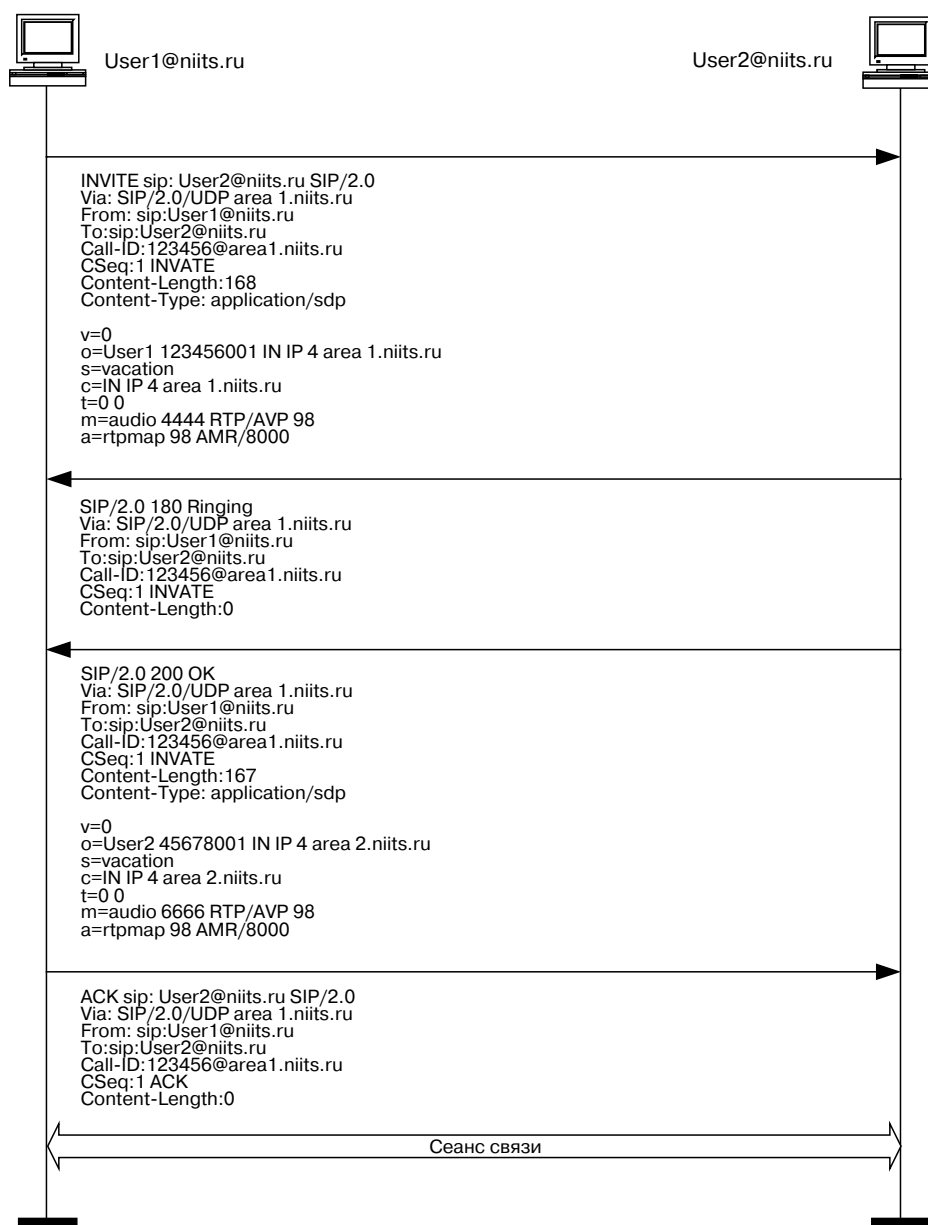 User1@niits.ru
User2@niits.ru
INVITE sip: User2@niits.ru SIP/2.0
Via: SIP/2.0/UDP area 1.niits.ru
From: sip:User1@niits.ru
To:sip:User2@niits.ru
Call-ID:123456@area1.niits.ru
CSeq:1 INVATE
Content-Length:168
Content-Type: application/sdp
v=0
o=User1 123456001 IN IP 4 area 1.niits.ru
s=vacation
c=IN IP 4 area 1.niits.ru
t=0 0
m=audio 4444 RTP/AVP 98
a=rtpmap 98 AMR/8000
SIP/2.0 180 Ringing
Via: SIP/2.0/UDP area 1.niits.ru
From: sip:User1@niits.ru
To:sip:User2@niits.ru
Call-ID:123456@area1.niits.ru
CSeq:1 INVATE
Content-Length:0
SIP/2.0 200 OK
Via: SIP/2.0/UDP area 1.niits.ru
From: sip:User1@niits.ru
To:sip:User2@niits.ru
Call-ID:123456@area1.niits.ru
CSeq:1 INVATE
Content-Length:167
Content-Type: application/sdp
v=0
o=User2 45678001 IN IP 4 area 2.niits.ru
s=vacation
c=IN IP 4 area 2.niits.ru
t=0 0
m=audio 6666 RTP/AVP 98
a=rtpmap 98 AMR/8000
ACK sip: User2@niits.ru SIP/2.0
Via: SIP/2.0/UDP area 1.niits.ru
From: sip:User1@niits.ru
To:sip:User2@niits.ru
Call-ID:123456@area1.niits.ru
CSeq:1 ACK
Content-Length:0
Сеанс связи